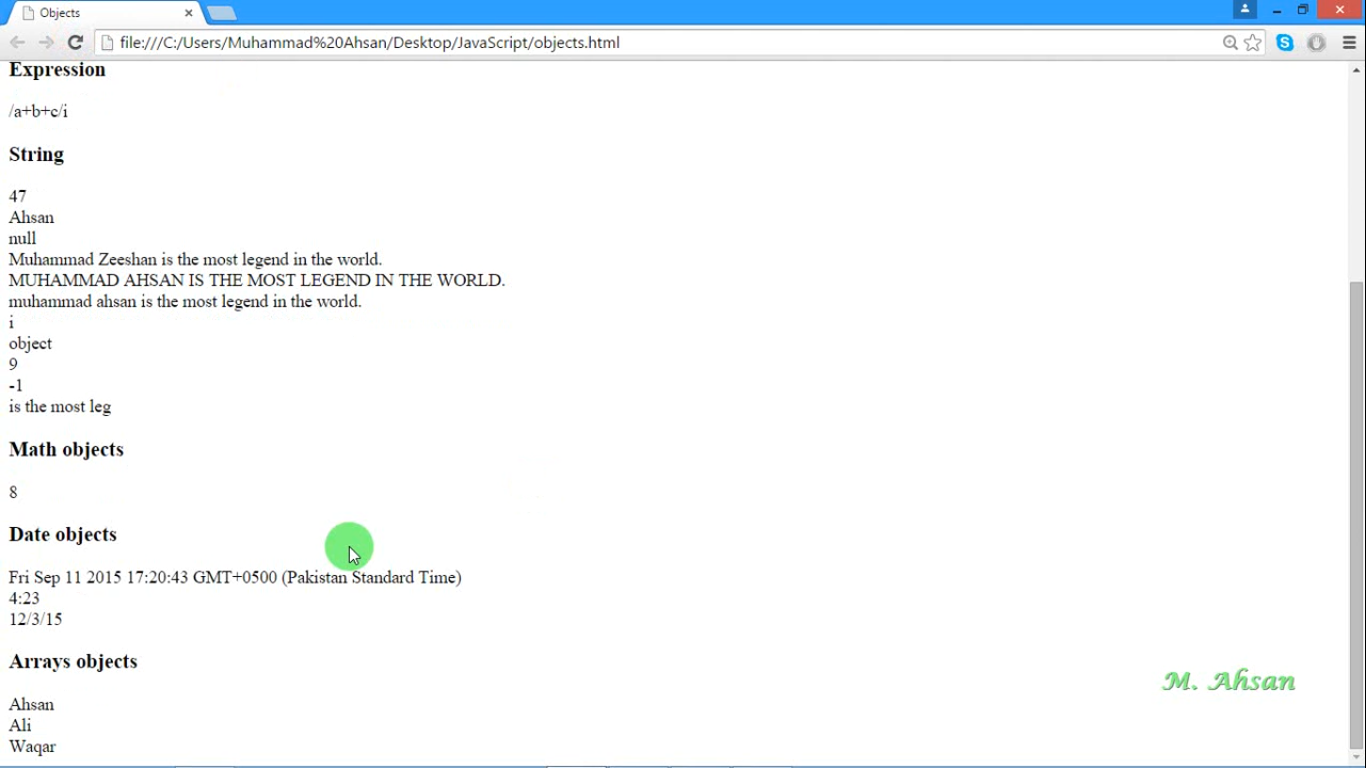 Objects
file:///C:/Users/Muhammad%20Ahsan/Desktop/JavaScript/objects.html
Expression
/a+b+c/i
String
47
Ahsan
null
Muhammad Zeeshan is the most legend in the world.
MUHAMMAD AHSAN IS THE MOST LEGEND IN THE WORLD.
muhammad ahsan is the most legend in the world.
i
object
9
-1
is the most leg
Math objects
8
Date objects
Fri Sep 11 2015 17:20:43 GMT+0500 (Pakistan Standard Time)
4:23
12/3/15
Arrays objects
M. Ahsan
Ahsan
Ali
Waqar